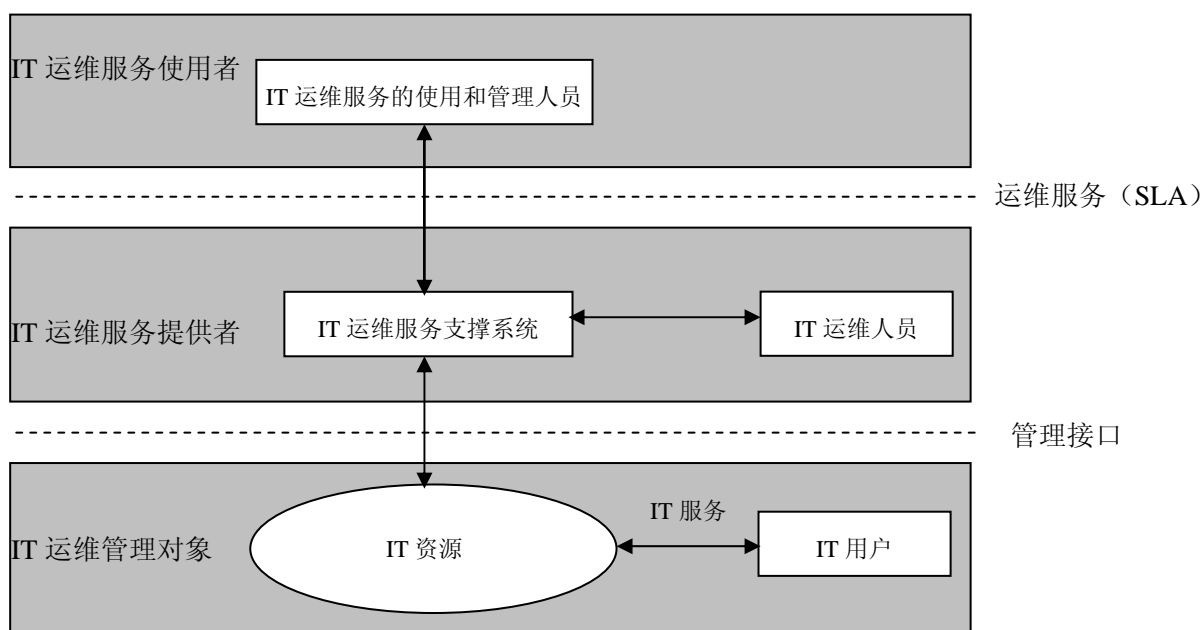 IT 运维服务使用者
IT 运维服务的使用和管理人员
运维服务（SLA）
IT 运维服务提供者
IT 运维服务支撑系统
IT 运维人员
管理接口
IT 运维管理对象
IT 资源
IT 服务
IT 用户